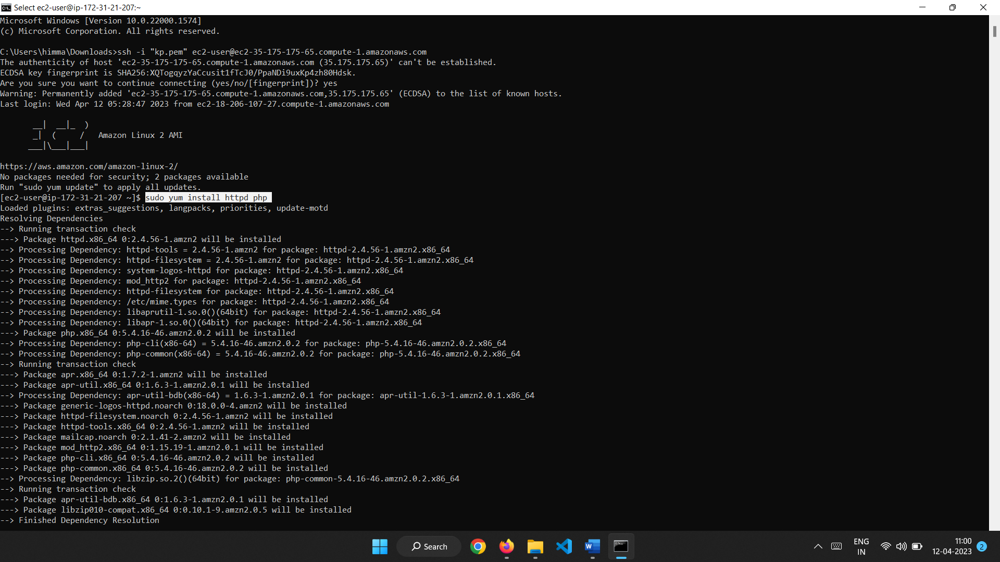 Select ec2-user@ip-172-31-21-207:~
Microsoft Windows [Version 10.0.22000.1574]
(c) Microsoft Corporation. All rights reserved.
C:\Users\himma\Downloads>ssh -i "kp.pem" ec2-user@ec2-35-175-175-65.compute-1.amazonaws.com
The authenticity of host 'ec2-35-175-175-65.compute-1.amazonaws.com (35.175.175.65)' can't be established.
ECDSA key fingerprint is SHA256:XQTogqyzYaCcusit1fTcJ0/PpaNDi9uxKp4zh80Hdsk.
Are you sure you want to continue connecting (yes/no/[fingerprint])? yes
Warning: Permanently added 'ec2-35-175-175-65.compute-1.amazonaws.com,35.175.175.65' (ECDSA) to the list of known hosts.
Last login: Wed Apr 12 05:28:47 2023 from ec2-18-206-107-27.compute-1.amazonaws.com
       __|  __|_  )
       _|  (     /   Amazon Linux 2 AMI
      ___|\___|___|
https://aws.amazon.com/amazon-linux-2/
No packages needed for security; 2 packages available
Run "sudo yum update" to apply all updates.
[ec2-user@ip-172-31-21-207 ~]$ sudo yum install httpd php
Loaded plugins: extras_suggestions, langpacks, priorities, update-motd
Resolving Dependencies
--> Running transaction check
---> Package httpd.x86_64 0:2.4.56-1.amzn2 will be installed
--> Processing Dependency: httpd-tools = 2.4.56-1.amzn2 for package: httpd-2.4.56-1.amzn2.x86_64
--> Processing Dependency: httpd-filesystem = 2.4.56-1.amzn2 for package: httpd-2.4.56-1.amzn2.x86_64
--> Processing Dependency: system-logos-httpd for package: httpd-2.4.56-1.amzn2.x86_64
--> Processing Dependency: mod_http2 for package: httpd-2.4.56-1.amzn2.x86_64
--> Processing Dependency: httpd-filesystem for package: httpd-2.4.56-1.amzn2.x86_64
--> Processing Dependency: /etc/mime.types for package: httpd-2.4.56-1.amzn2.x86_64
--> Processing Dependency: libaprutil-1.so.0()(64bit) for package: httpd-2.4.56-1.amzn2.x86_64
--> Processing Dependency: libapr-1.so.0()(64bit) for package: httpd-2.4.56-1.amzn2.x86_64
---> Package php.x86_64 0:5.4.16-46.amzn2.0.2 will be installed
--> Processing Dependency: php-cli(x86-64) = 5.4.16-46.amzn2.0.2 for package: php-5.4.16-46.amzn2.0.2.x86_64
--> Processing Dependency: php-common(x86-64) = 5.4.16-46.amzn2.0.2 for package: php-5.4.16-46.amzn2.0.2.x86_64
--> Running transaction check
---> Package apr.x86_64 0:1.7.2-1.amzn2 will be installed
---> Package apr-util.x86_64 0:1.6.3-1.amzn2.0.1 will be installed
--> Processing Dependency: apr-util-bdb(x86-64) = 1.6.3-1.amzn2.0.1 for package: apr-util-1.6.3-1.amzn2.0.1.x86_64
---> Package generic-logos-httpd.noarch 0:18.0.0-4.amzn2 will be installed
---> Package httpd-filesystem.noarch 0:2.4.56-1.amzn2 will be installed
---> Package httpd-tools.x86_64 0:2.4.56-1.amzn2 will be installed
---> Package mailcap.noarch 0:2.1.41-2.amzn2 will be installed
---> Package mod_http2.x86_64 0:1.15.19-1.amzn2.0.1 will be installed
---> Package php-cli.x86_64 0:5.4.16-46.amzn2.0.2 will be installed
---> Package php-common.x86_64 0:5.4.16-46.amzn2.0.2 will be installed
--> Processing Dependency: libzip.so.2()(64bit) for package: php-common-5.4.16-46.amzn2.0.2.x86_64
--> Running transaction check
---> Package apr-util-bdb.x86_64 0:1.6.3-1.amzn2.0.1 will be installed
---> Package libzip010-compat.x86_64 0:0.10.1-9.amzn2.0.5 will be installed
--> Finished Dependency Resolution
Search
ENG
IN
11:00
12-04-2023
2